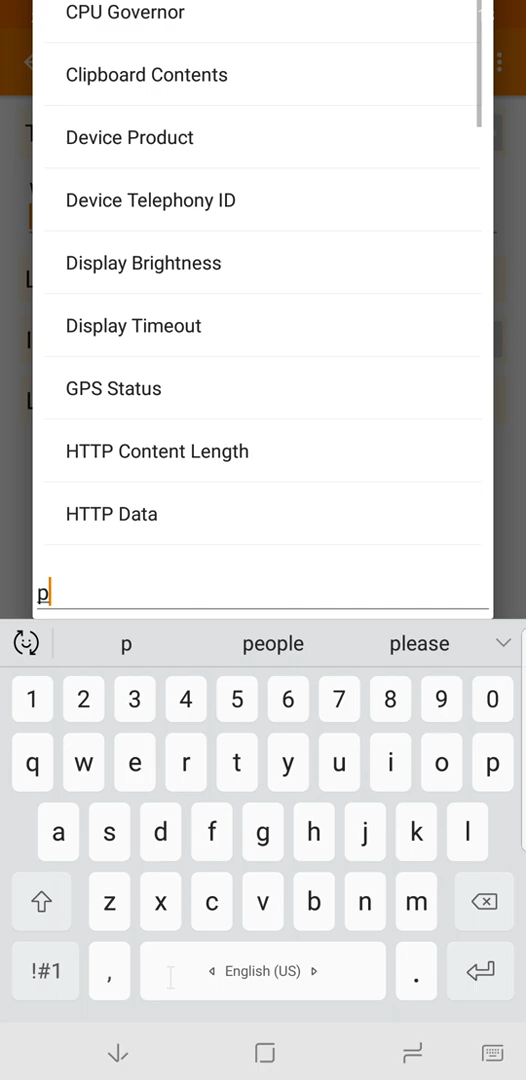 CPU Governor
Clipboard Contents
Device Product
Device Telephony ID
Display Brightness
Display Timeout
GPS Status
HTTP Content Length
HTTP Data
p
p people please
1 2 3 4 5 6 7 8 9 0
q w e r t y u i o p
a s d f g h j k l
z x c v b n m
!#1 , English (US) .